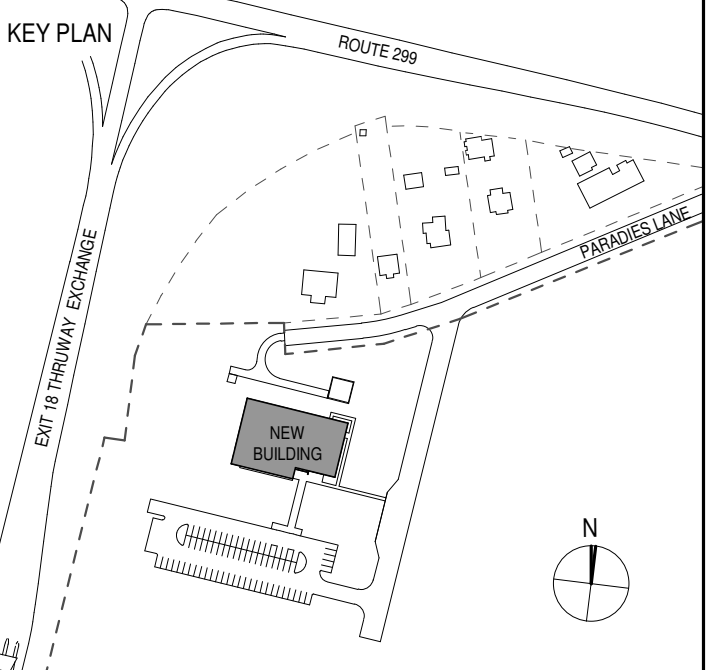 KEY PLAN
ROUTE 299
PARADIES LANE
EXIT 18 THRUWAY EXCHANGE
NEW
BUILDING
N